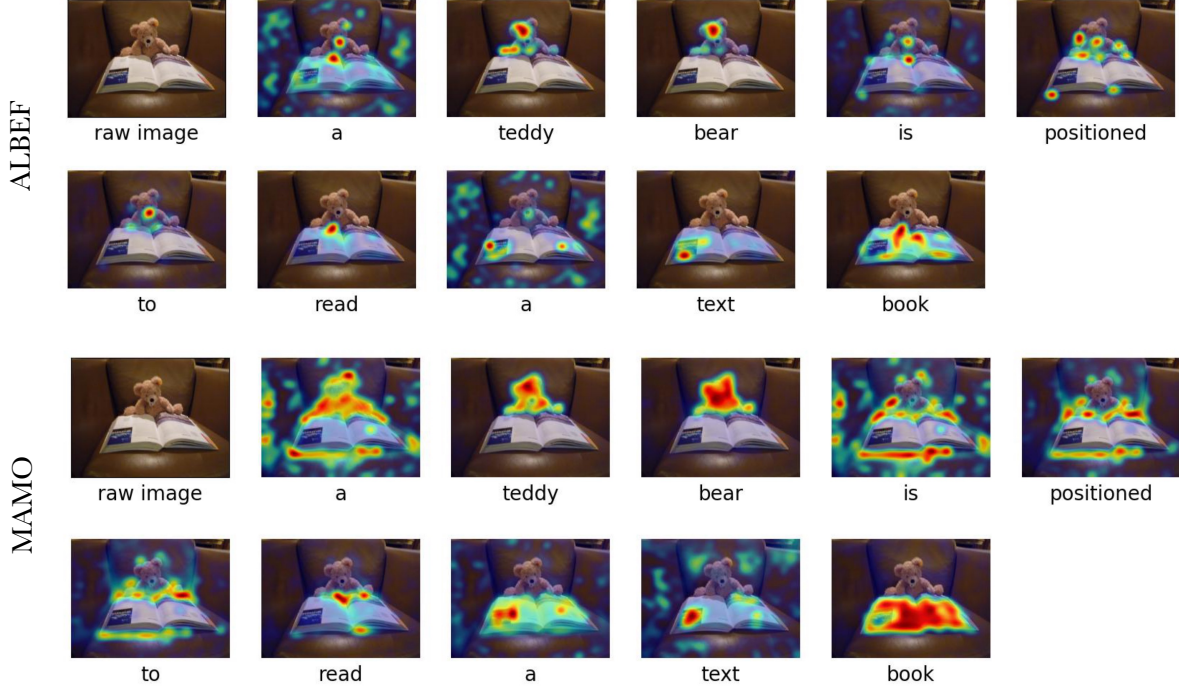 ALBEF
raw image a teddy bear is positioned
to read a text book
MAMO
raw image a teddy bear is positioned
to read a text book